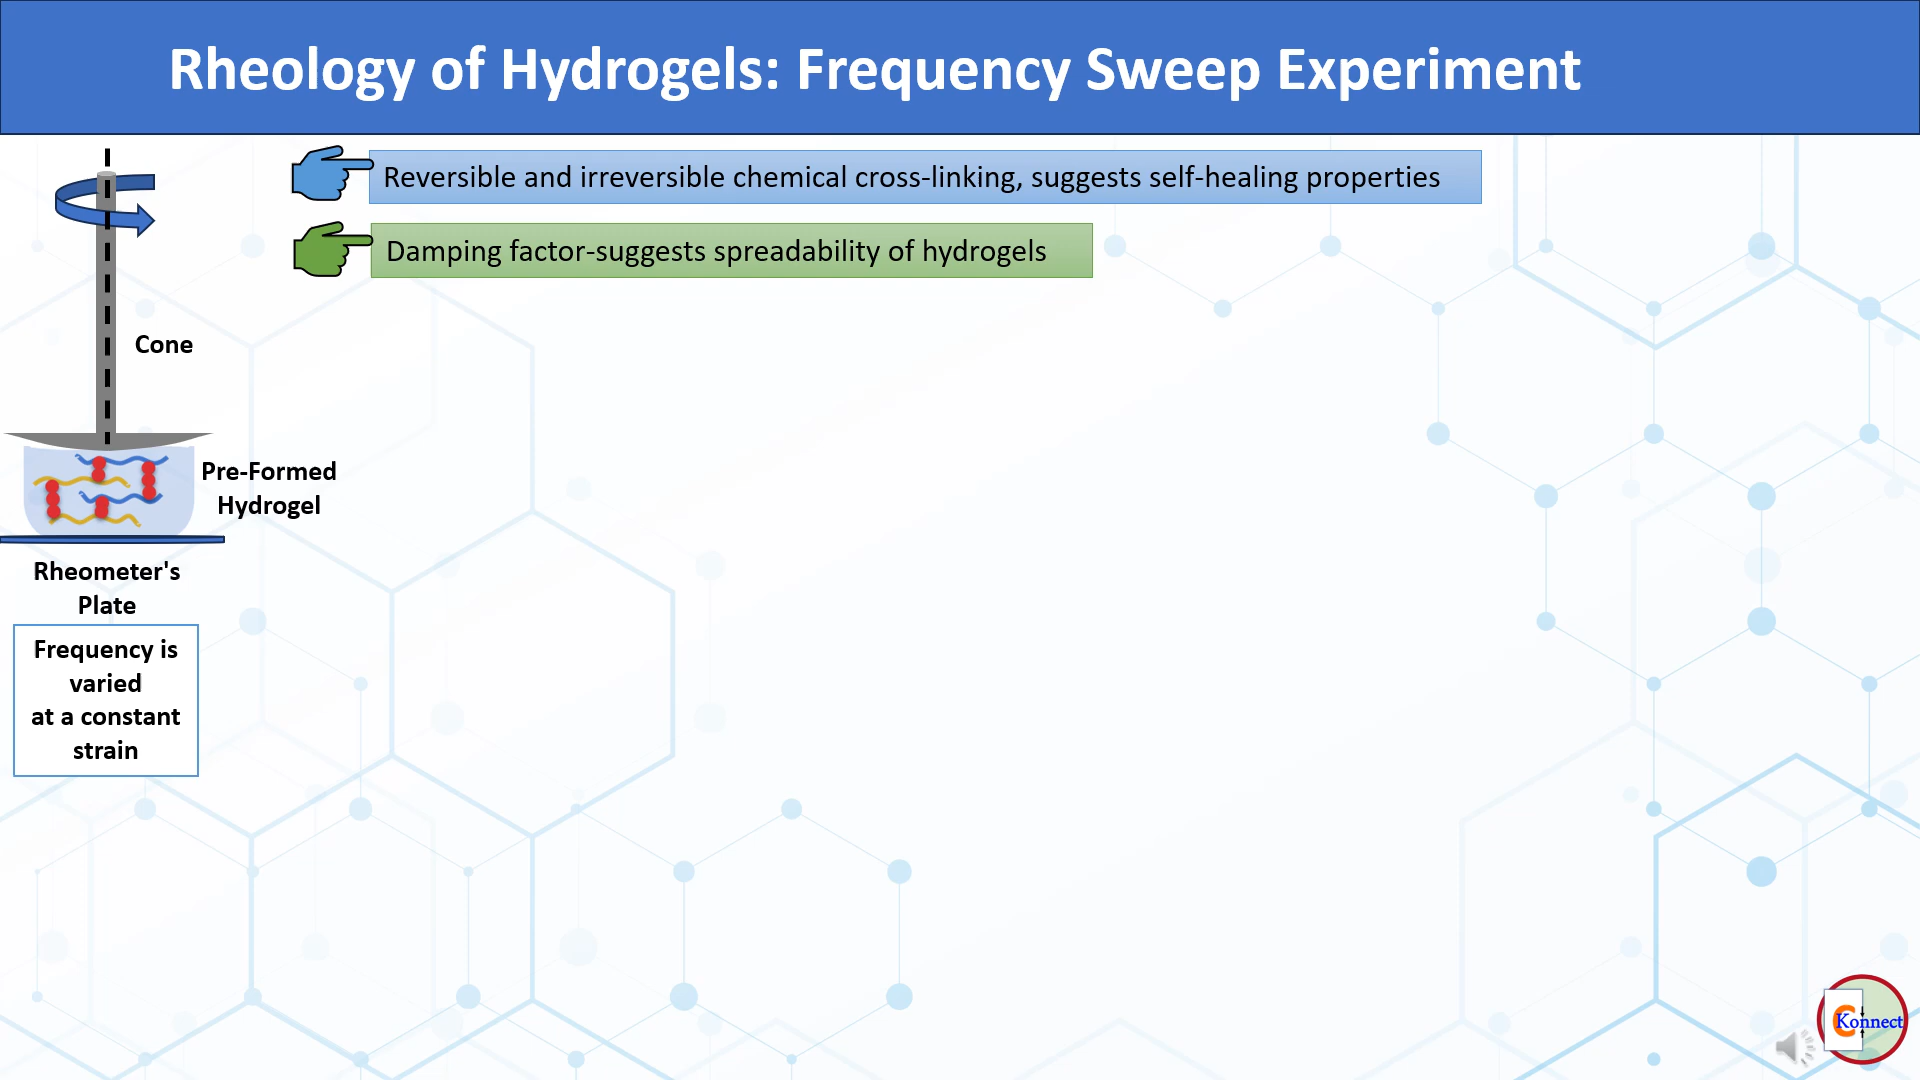 Rheology of Hydrogels: Frequency Sweep Experiment
Reversible and irreversible chemical cross-linking, suggests self-healing properties
Damping factor-suggests spreadability of hydrogels
Cone
Pre-Formed
Hydrogel
Rheometer's
Plate
Frequency is
varied
at a constant
strain
C
Konnect